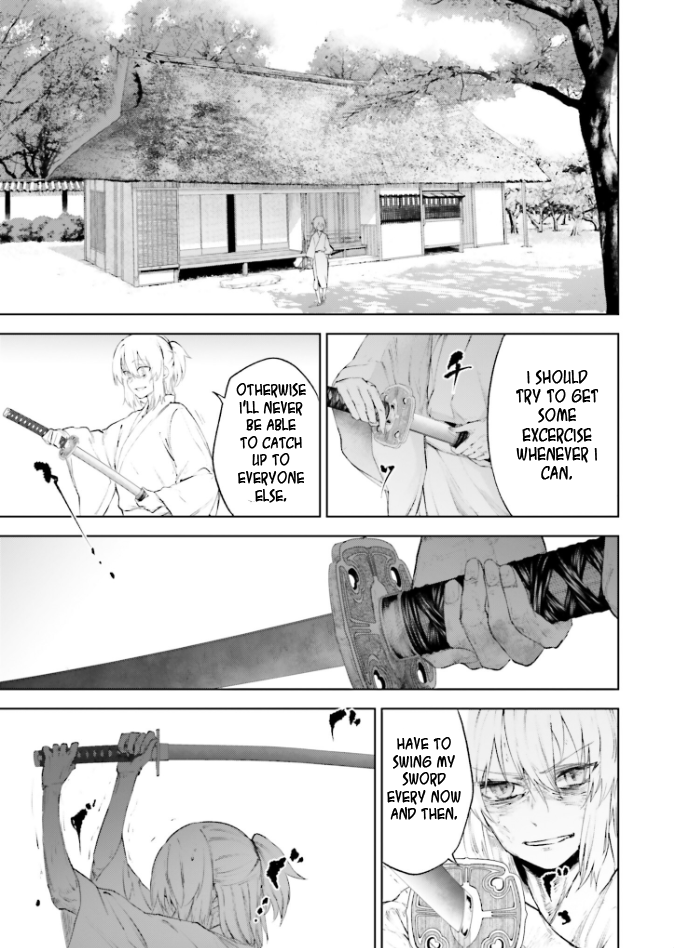 I SHOULD
TRY TO GET
SOME
EXCERCISE
WHENEVER I
CAN.
OTHERWISE
I'LL NEVER
BE ABLE
TO CATCH
UP TO
EVERYONE
ELSE.
HAVE TO
SWING MY
SWORD
EVERY NOW
AND THEN.